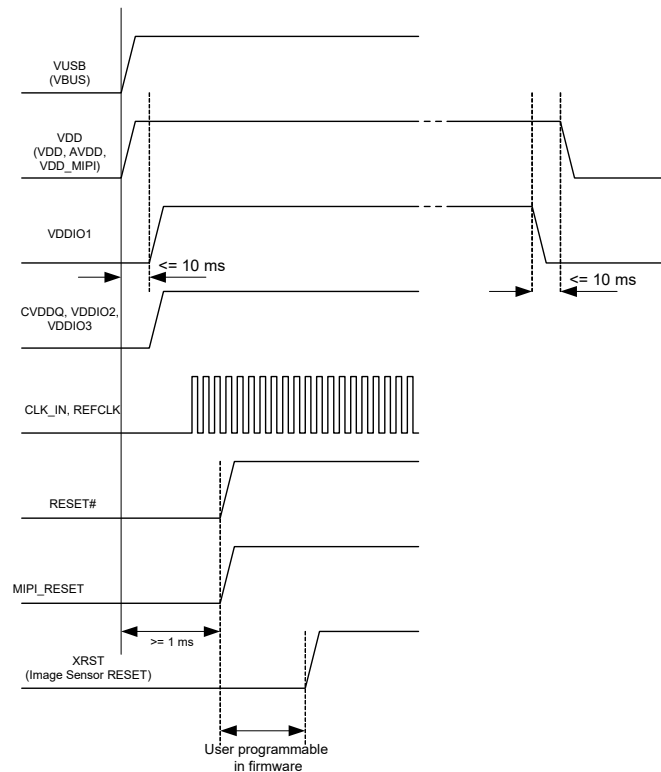 VUSB
(VBUS)
VDD
(VDD, AVDD,
VDD_MIPI)
VDDIO1
<= 10 ms
<= 10 ms
CVDDQ, VDDIO2,
VDDIO3
CLK_IN, REFCLK
RESET#
MIPI_RESET
>= 1 ms
XRST
(Image Sensor RESET)
User programmable
in firmware